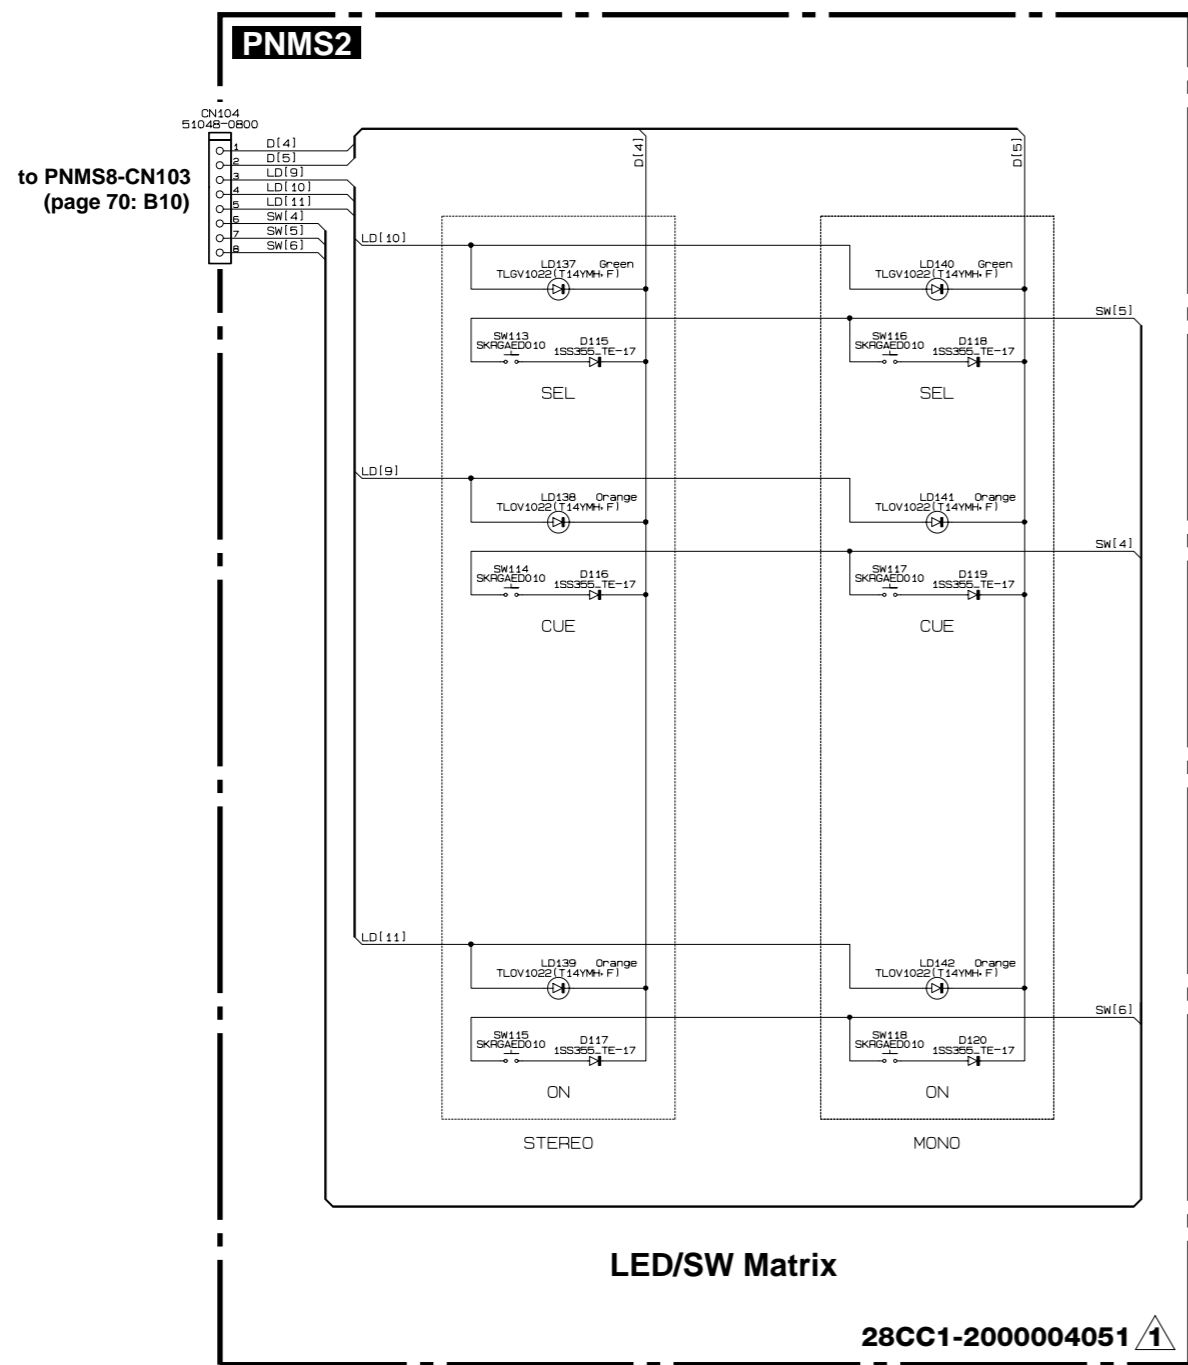 PNMS2
CN104
51048-0800
to PNMS8-CN103
(page 70: B10)
1 D[4]
2 D[5]
3 LD[9]
4 LD[10]
5 LD[11]
6 SW[4]
7 SW[5]
8 SW[6]
D[4]
D[5]
LD[10]
LD137 Green
TLGV1022(T14YMH,F)
LD140 Green
TLGV1022(T14YMH,F)
SW[5]
SW113
SKRGAED010
D115
1SS355_TE-17
SW116
SKRGAED010
D118
1SS355_TE-17
SEL
SEL
LD[9]
LD138 Orange
TLOV1022(T14YMH,F)
LD141 Orange
TLOV1022(T14YMH,F)
SW[4]
SW114
SKRGAED010
D116
1SS355_TE-17
SW117
SKRGAED010
D119
1SS355_TE-17
CUE
CUE
LD[11]
LD139 Orange
TLOV1022(T14YMH,F)
LD142 Orange
TLOV1022(T14YMH,F)
SW[6]
SW115
SKRGAED010
D117
1SS355_TE-17
SW118
SKRGAED010
D120
1SS355_TE-17
ON
ON
STEREO
MONO
LED/SW Matrix
28CC1-2000004051 1